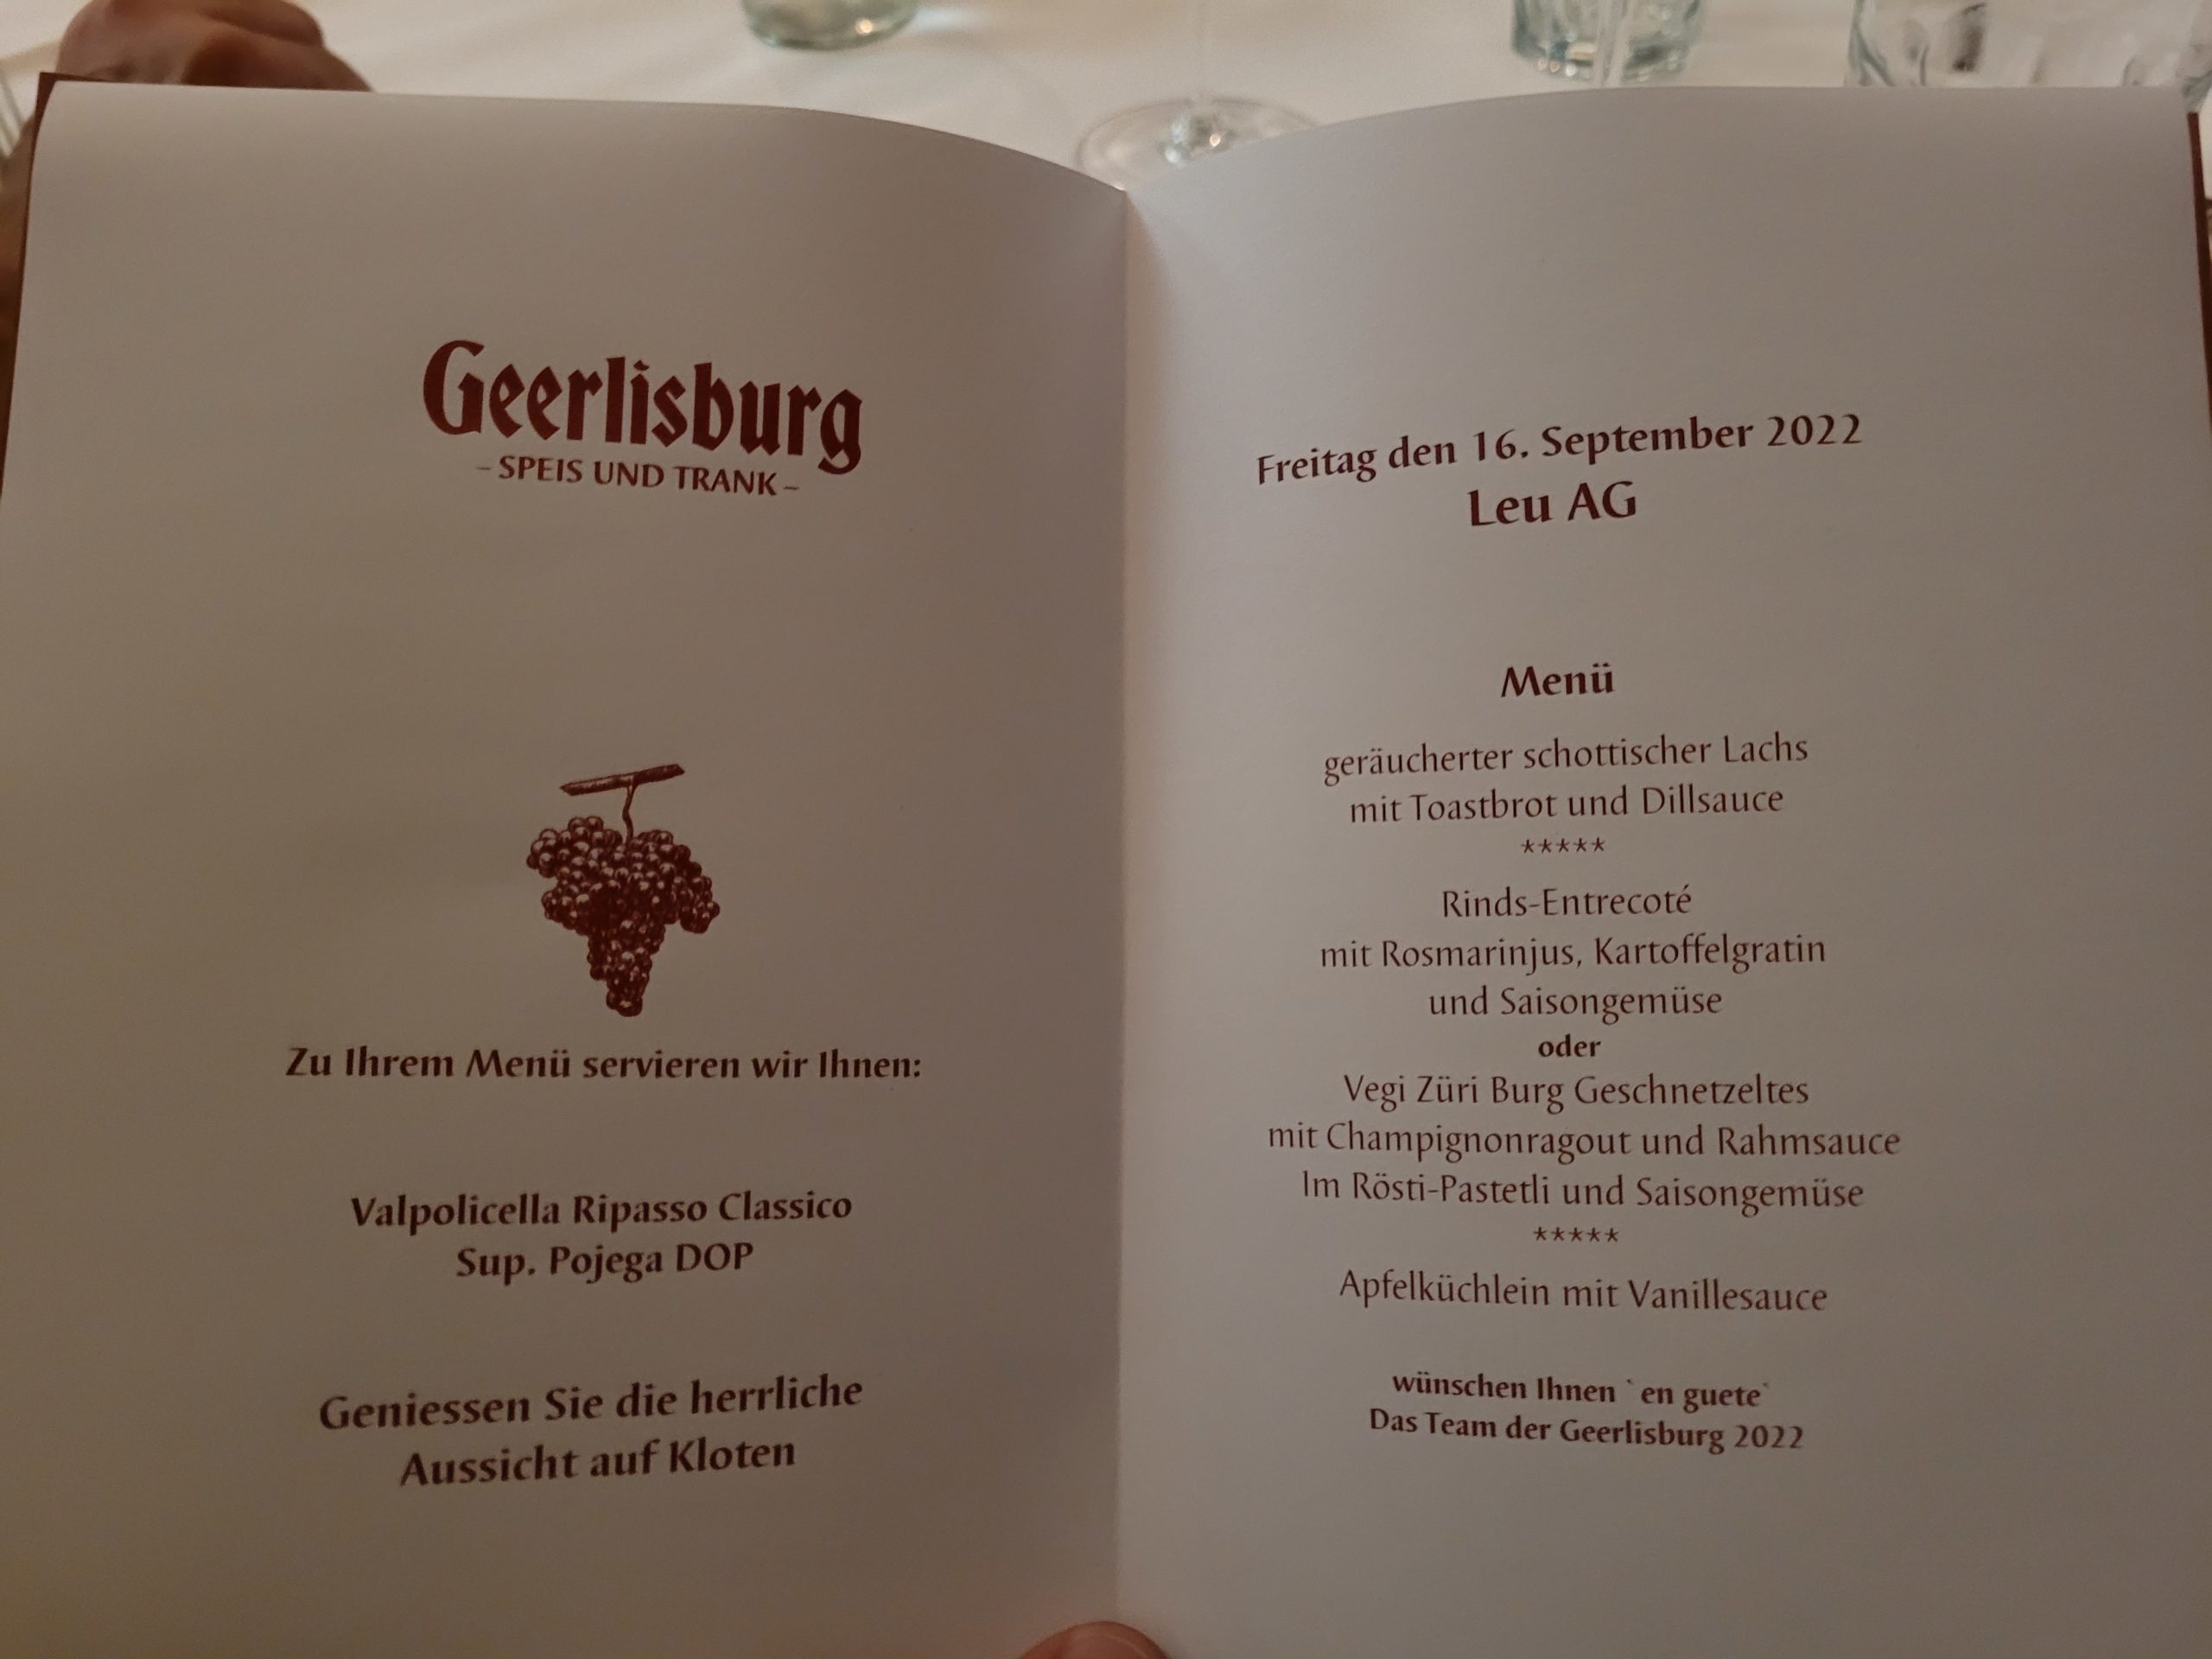 Geerlisburg
- SPEIS UND TRANK -
Zu Ihrem Menü servieren wir Ihnen:
Valpolicella Ripasso Classico
Sup. Pojega DOP
Geniessen Sie die herrliche
Aussicht auf Kloten
Freitag den 16. September 2022
Leu AG
Menü
geräucherter schottischer Lachs
mit Toastbrot und Dillsauce
*****
Rinds-Entrecoté
mit Rosmarinjus, Kartoffelgratin
und Saisongemüse
oder
Vegi Züri Burg Geschnetzeltes
mit Champignonragout und Rahmsauce
Im Rösti-Pastetli und Saisongemüse
*****
Apfelküchlein mit Vanillesauce
wünschen Ihnen `en guete`
Das Team der Geerlisburg 2022